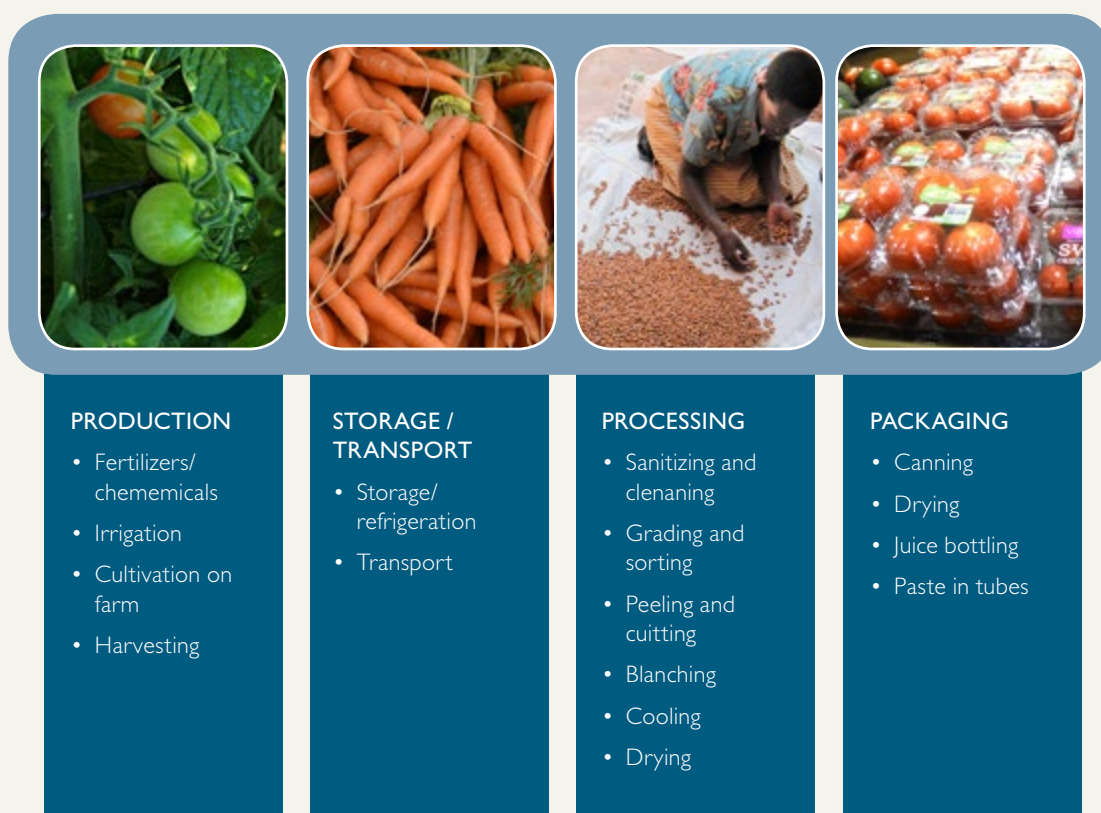 PRODUCTION
• Fertilizers/
chememicals
• Irrigation
• Cultivation on
farm
• Harvesting
STORAGE /
TRANSPORT
• Storage/
refrigeration
• Transport
PROCESSING
• Sanitizing and
clenaning
• Grading and
sorting
• Peeling and
cuitting
• Blanching
• Cooling
• Drying
PACKAGING
• Canning
• Drying
• Juice bottling
• Paste in tubes